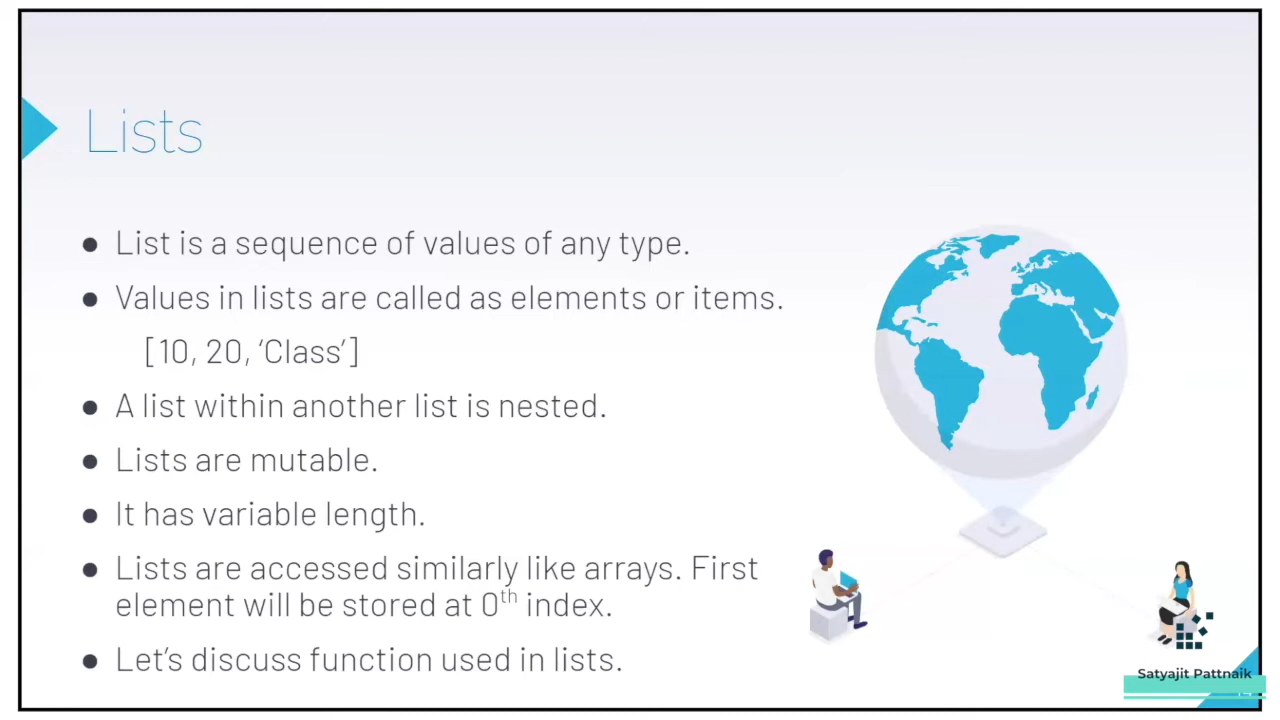 Lists
● List is a sequence of values of any type.
● Values in lists are called as elements or items.
[10, 20, ‘Class’]
● A list within another list is nested.
● Lists are mutable.
● It has variable length.
● Lists are accessed similarly like arrays. First
element will be stored at 0th index.
● Let’s discuss function used in lists.
Satyajit Pattnaik